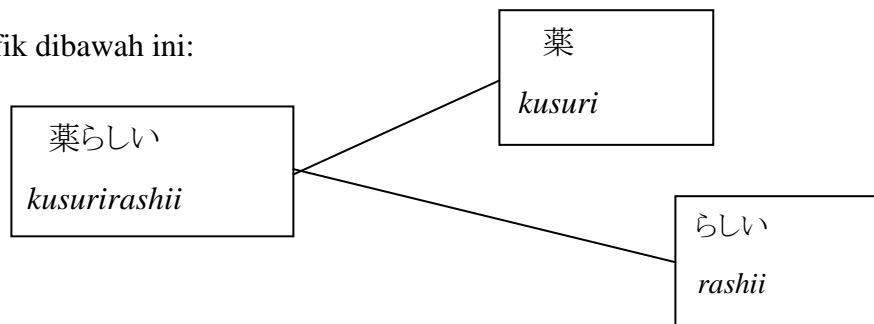 fik dibawah ini:
薬
kusuri
薬らしい
kusurirashii
らしい
rashii